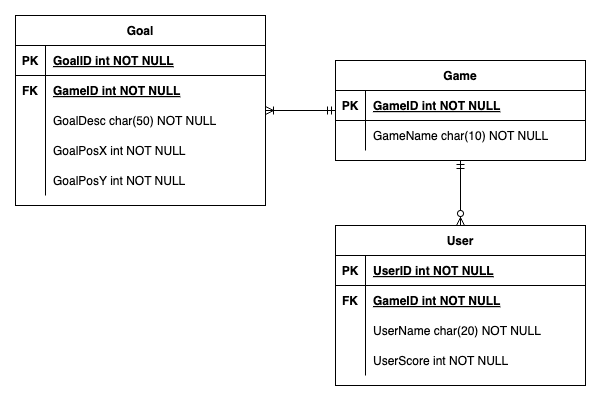 Goal
PK GoalID int NOT NULL
FK GameID int NOT NULL
GoalDesc char(50) NOT NULL
GoalPosX int NOT NULL
GoalPosY int NOT NULL
Game
PK GameID int NOT NULL
GameName char(10) NOT NULL
User
PK UserID int NOT NULL
FK GameID int NOT NULL
UserName char(20) NOT NULL
UserScore int NOT NULL